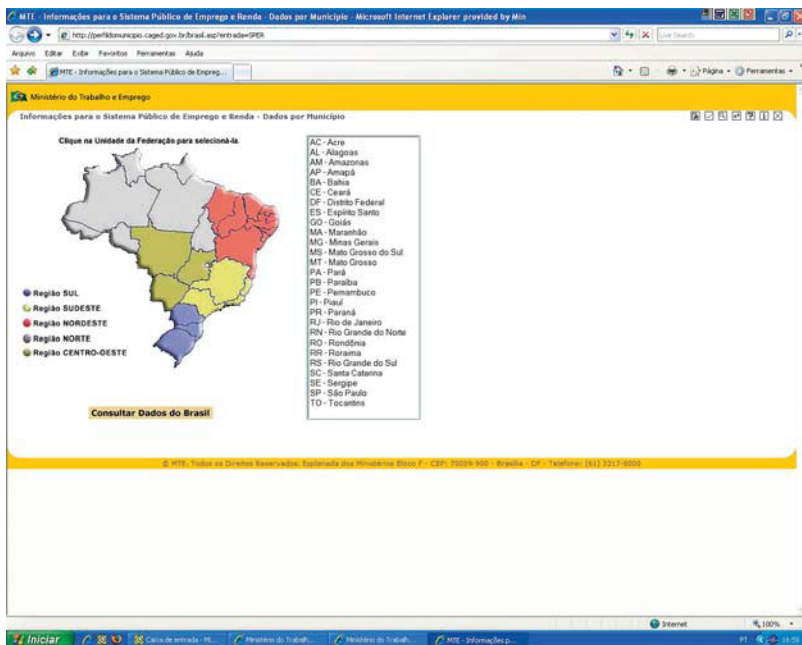 MTE - Informações para o Sistema Público de Emprego e Renda - Dados por Município - Microsoft Internet Explorer provided by Min
http://perfildomunicipio.caged.gov.br/brasil.asp?entrada=SPER
Live Search
Arquivo Editar Exibir Favoritos Ferramentas Ajuda
MTE - Informações para o Sistema Público de Empreg...
Página
Ferramentas
Ministério do Trabalho e Emprego
Informações para o Sistema Público de Emprego e Renda - Dados por Município
Clique na Unidade da Federação para selecioná-la.
Região SUL
Região SUDESTE
Região NORDESTE
Região NORTE
Região CENTRO-OESTE
Consultar Dados do Brasil
AC - Acre
AL - Alagoas
AM - Amazonas
AP - Amapá
BA - Bahia
CE - Ceará
DF - Distrito Federal
ES - Espírito Santo
GO - Goiás
MA - Maranhão
MG - Minas Gerais
MS - Mato Grosso do Sul
MT - Mato Grosso
PA - Pará
PB - Paraíba
PE - Pernambuco
PI - Piauí
PR - Paraná
RJ - Rio de Janeiro
RN - Rio Grande do Norte
RO - Rondônia
RR - Roraima
RS - Rio Grande do Sul
SC - Santa Catarina
SE - Sergipe
SP - São Paulo
TO - Tocantins
© MTE. Todos os Direitos Reservados. Esplanada dos Ministérios Bloco F - CEP: 70059-900 - Brasília - DF - Telefone: (61) 3317-6000
Internet
100%
Iniciar
Caixa de entrada - Mi...
Ministério do Trabalh...
Ministério do Trabalh...
MTE - Informações p...
PT